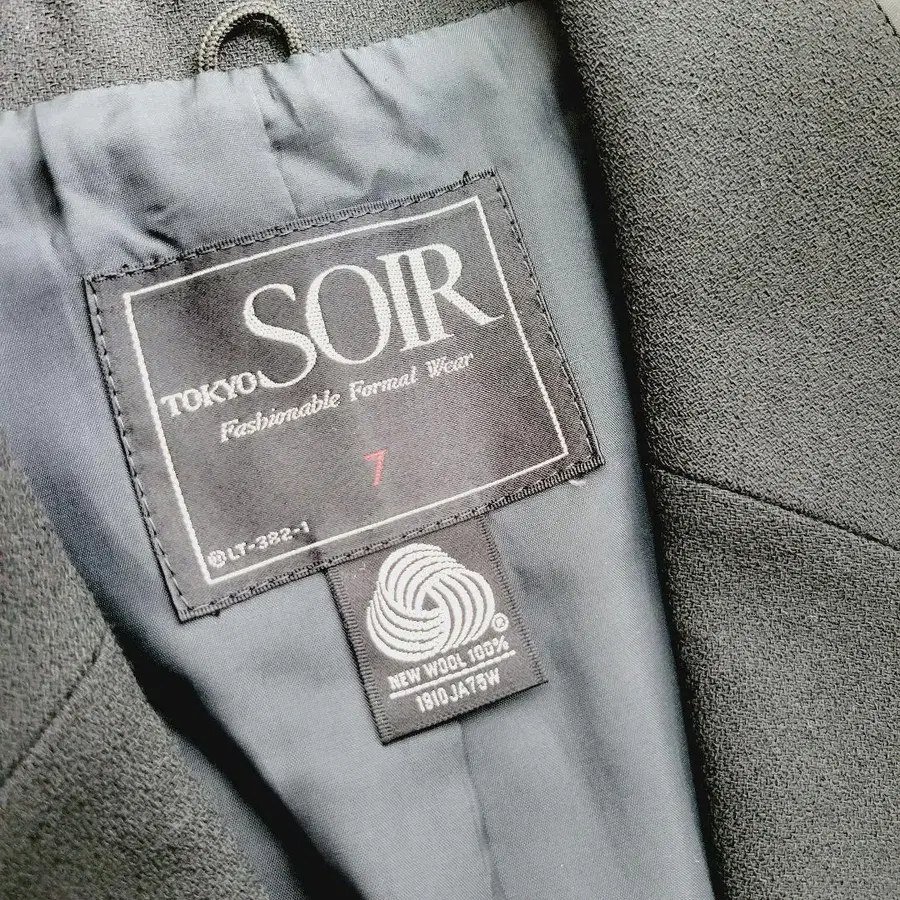 TOKYO SOIR
Fashionable Formal Wear
7
LT-382-1
NEW WOOL 100%
1910JA75W